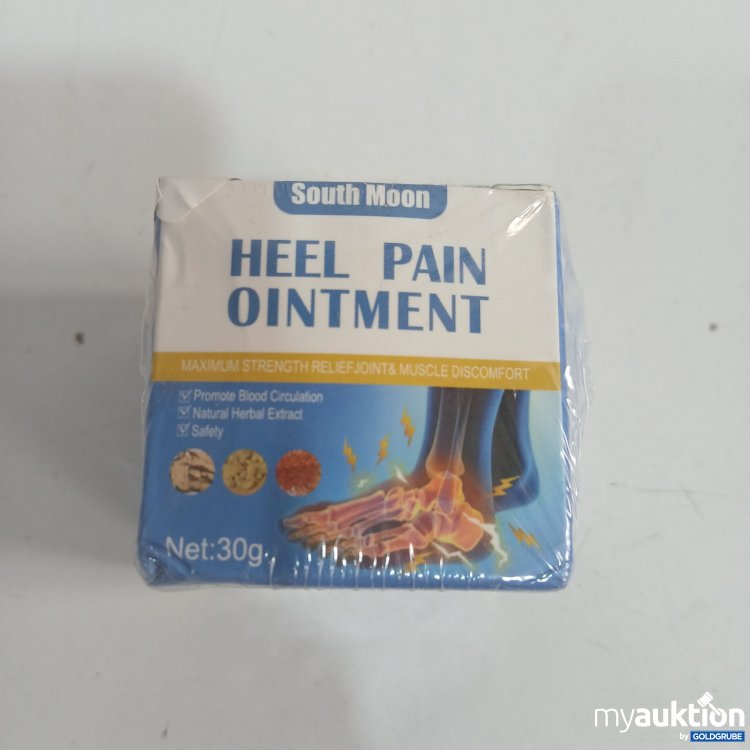 South Moon
HEEL PAIN
OINTMENT
MAXIMUM STRENGTH RELIEFJOINT& MUSCLE DISCOMFORT
Promote Blood Circulation
Natural Herbal Extract
Safety
Net:30g
myauktion
by GOLDGRUBE